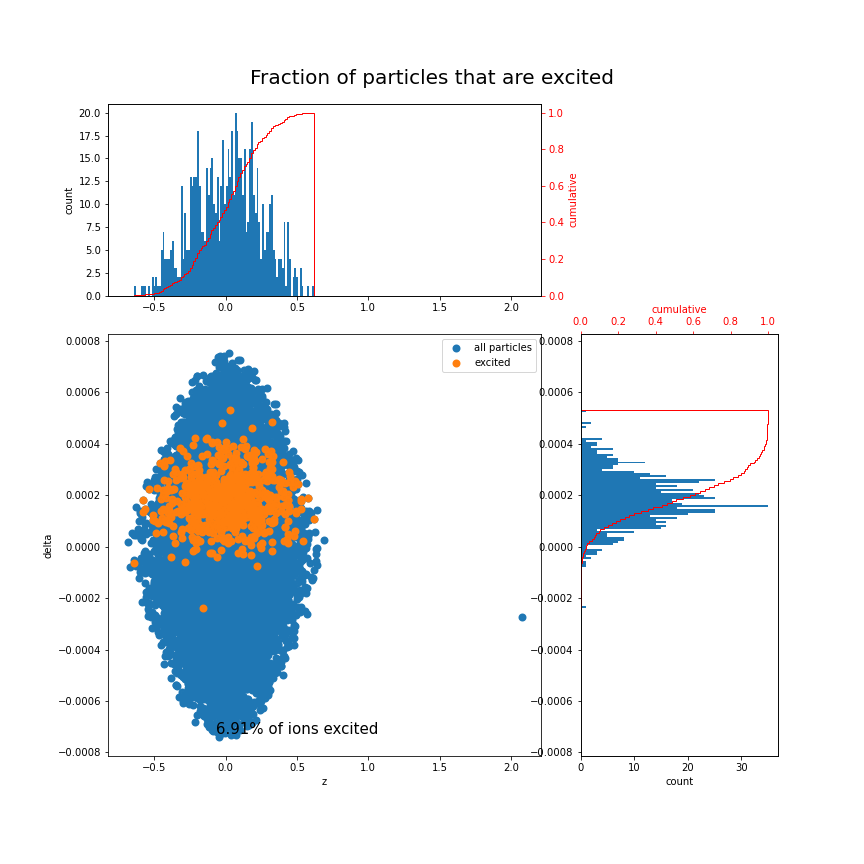 Fraction of particles that are excited
20.0
17.5
15.0
12.5
10.0
7.5
5.0
2.5
0.0
count
−0.5 0.0 0.5 1.0 1.5 2.0
1.0
0.8
0.6
0.4
0.2
0.0
cumulative
all particles
excited
0.0008
0.0006
0.0004
0.0002
0.0000
−0.0002
−0.0004
−0.0006
−0.0008
delta
6.91% of ions excited
−0.5 0.0 0.5 1.0 1.5 2.0
z
cumulative
0.0 0.2 0.4 0.6 0.8 1.0
0.0008
0.0006
0.0004
0.0002
0.0000
−0.0002
−0.0004
−0.0006
−0.0008
0 10 20 30
count